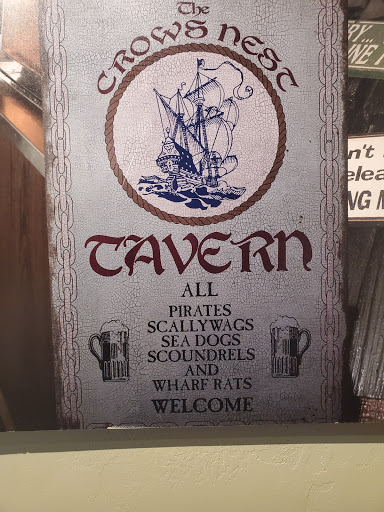 The
CROWS NEST
TAVERN
ALL
PIRATES
SCALLYWAGS
SEA DOGS
SCOUNDRELS
AND
WHARF RATS
WELCOME